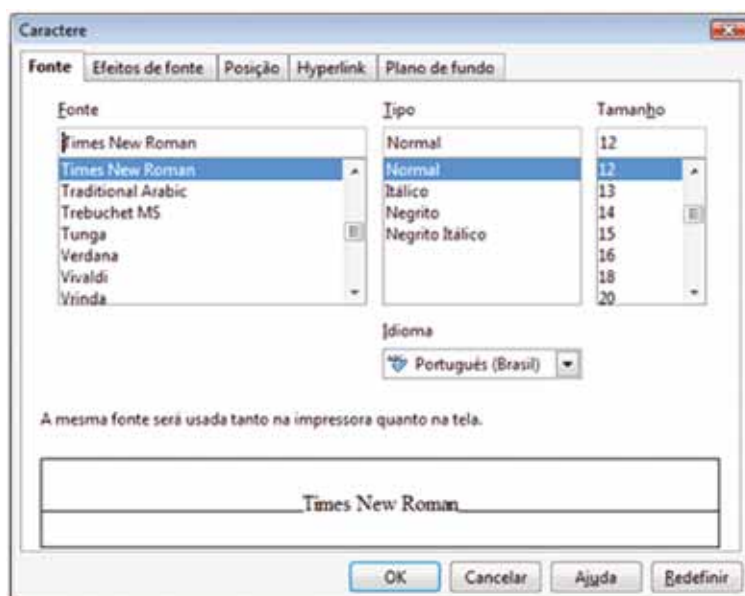 Caractere
Fonte Efeitos de fonte Posição Hyperlink Plano de fundo
Fonte Tipo Tamanho
Times New Roman Normal 12
Times New Roman Normal 12
Traditional Arabic Itálico 13
Trebuchet MS Negrito 14
Tunga Negrito Itálico 15
Verdana 16
Vivaldi 18
Vrinda 20
Idioma
ABC Português (Brasil)
A mesma fonte será usada tanto na impressora quanto na tela.
Times New Roman
OK Cancelar Ajuda Redefinir